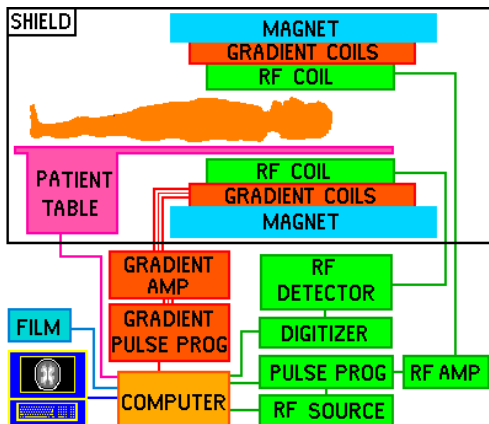 SHIELD
MAGNET
GRADIENT COILS
RF COIL
RF COIL
GRADIENT COILS
MAGNET
PATIENT
TABLE
GRADIENT
AMP
RF
DETECTOR
FILM
GRADIENT
PULSE PROG
DIGITIZER
COMPUTER
PULSE PROG
RF AMP
RF SOURCE